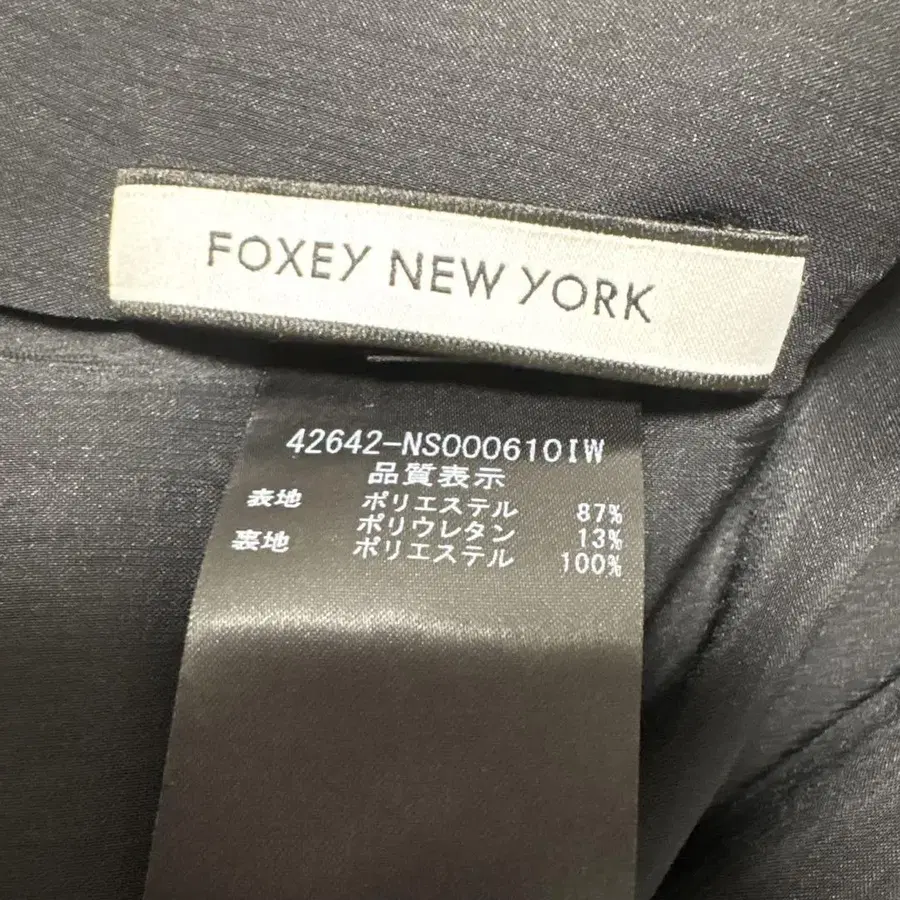 FOXEY NEW YORK
42642-NS000610IW
品質表示
表地 ポリエステル 87%
ポリウレタン 13%
裏地 ポリエステル 100%